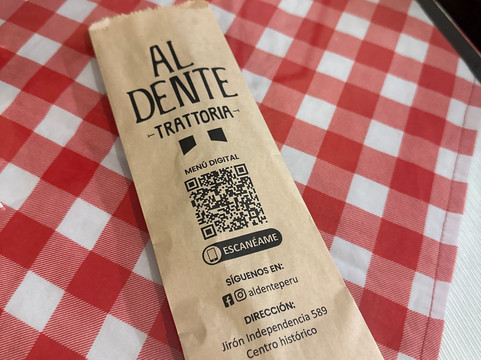 AL
DENTE
TRATTORIA
MENÚ DIGITAL
ESCANÉAME
SÍGUENOS EN:
aldenteperu
DIRECCIÓN:
Jirón Independencia 589
Centro histórico